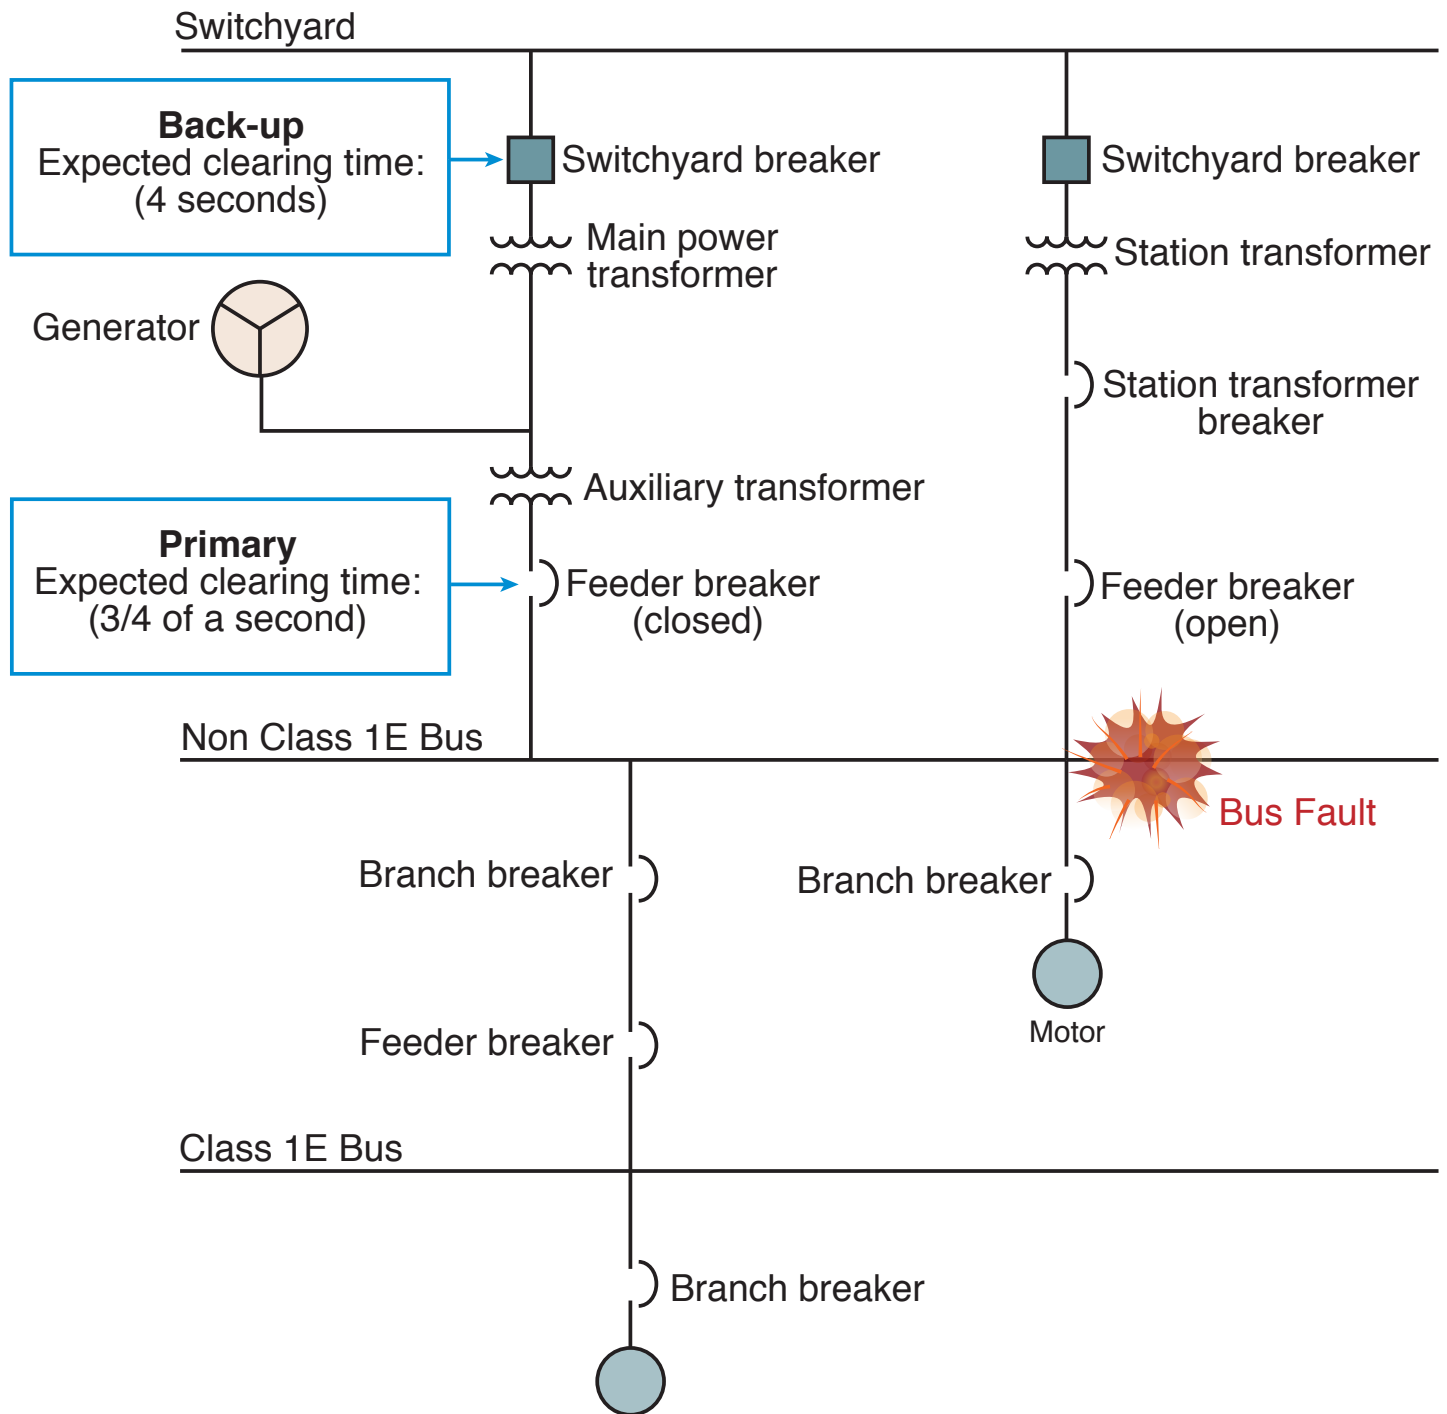 Switchyard
Back-up
Expected clearing time:
(4 seconds)
Switchyard breaker
Switchyard breaker
Main power
transformer
Station transformer
Generator
Station transformer
breaker
Auxiliary transformer
Primary
Expected clearing time:
(3/4 of a second)
Feeder breaker
(closed)
Feeder breaker
(open)
Non Class 1E Bus
Bus Fault
Branch breaker
Branch breaker
Motor
Feeder breaker
Class 1E Bus
Branch breaker